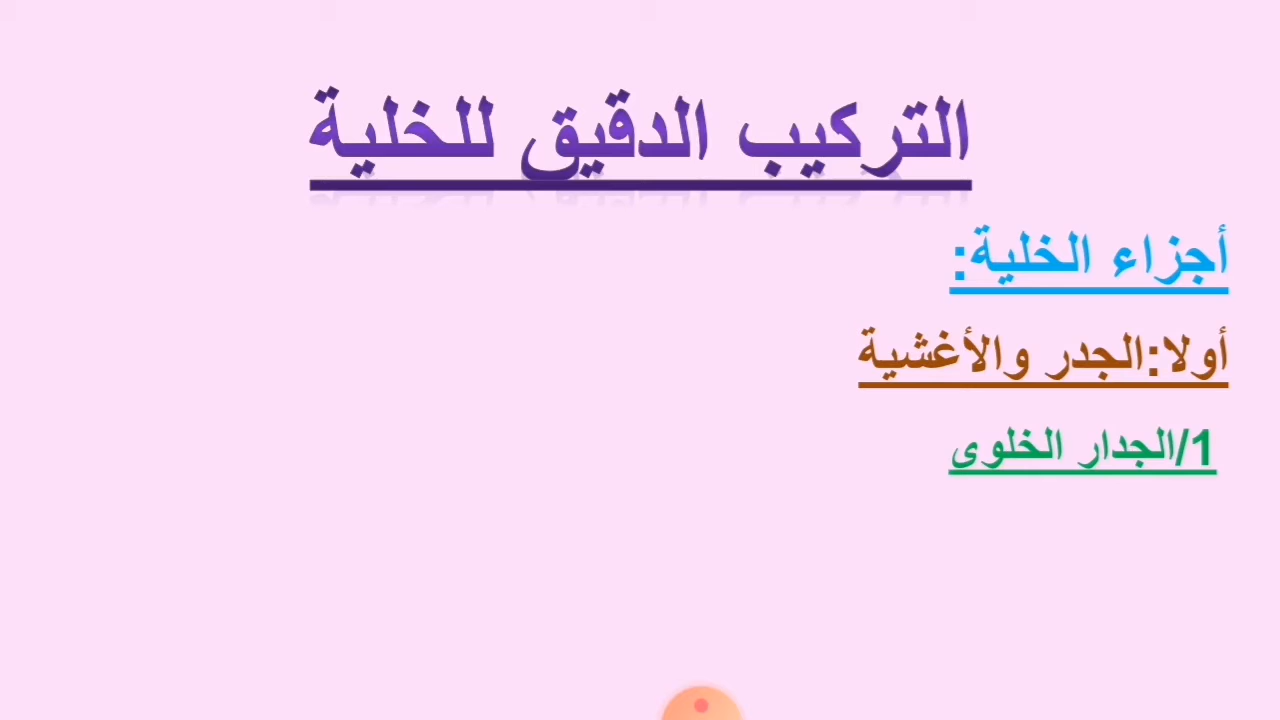 التركيب الدقيق للخلية
أجزاء الخلية:
أولا:الجدر والأغشية
1/الجدار الخلوى